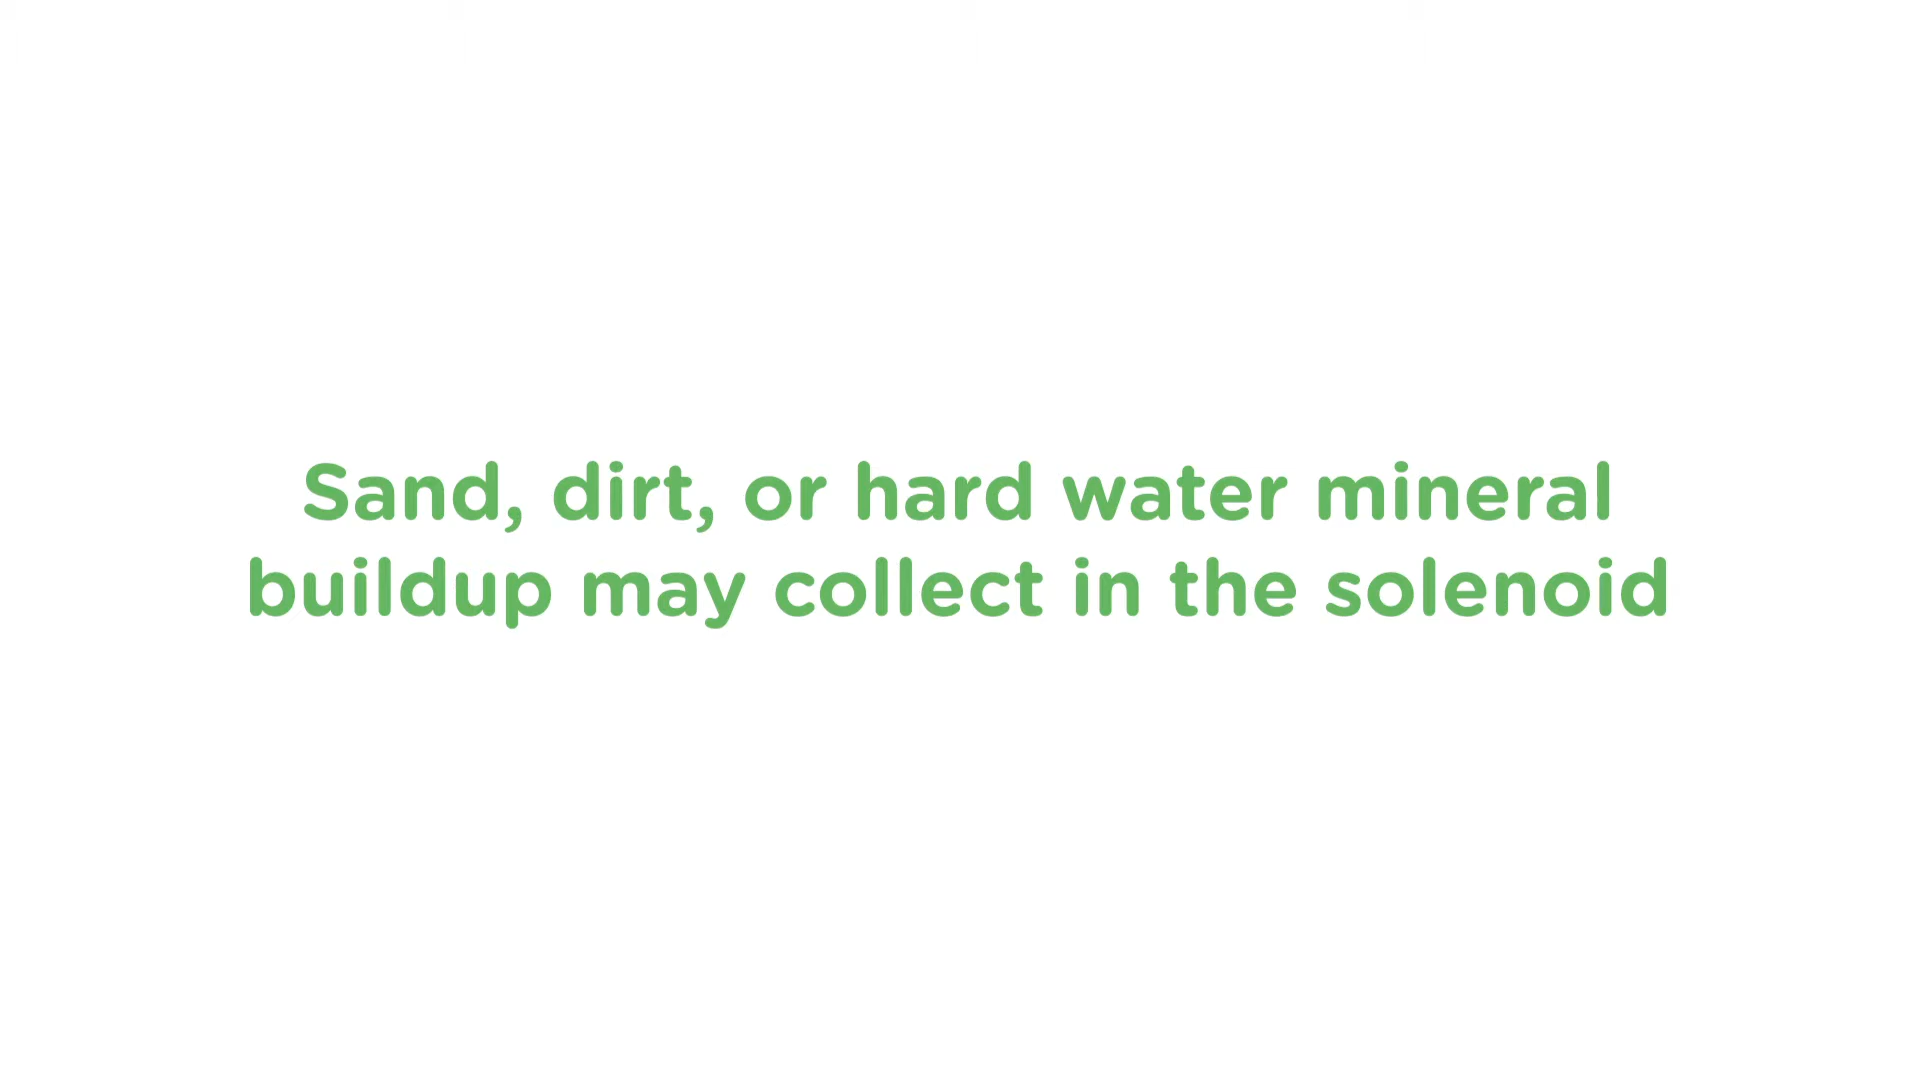 Sand, dirt, or hard water mineral
buildup may collect in the solenoid